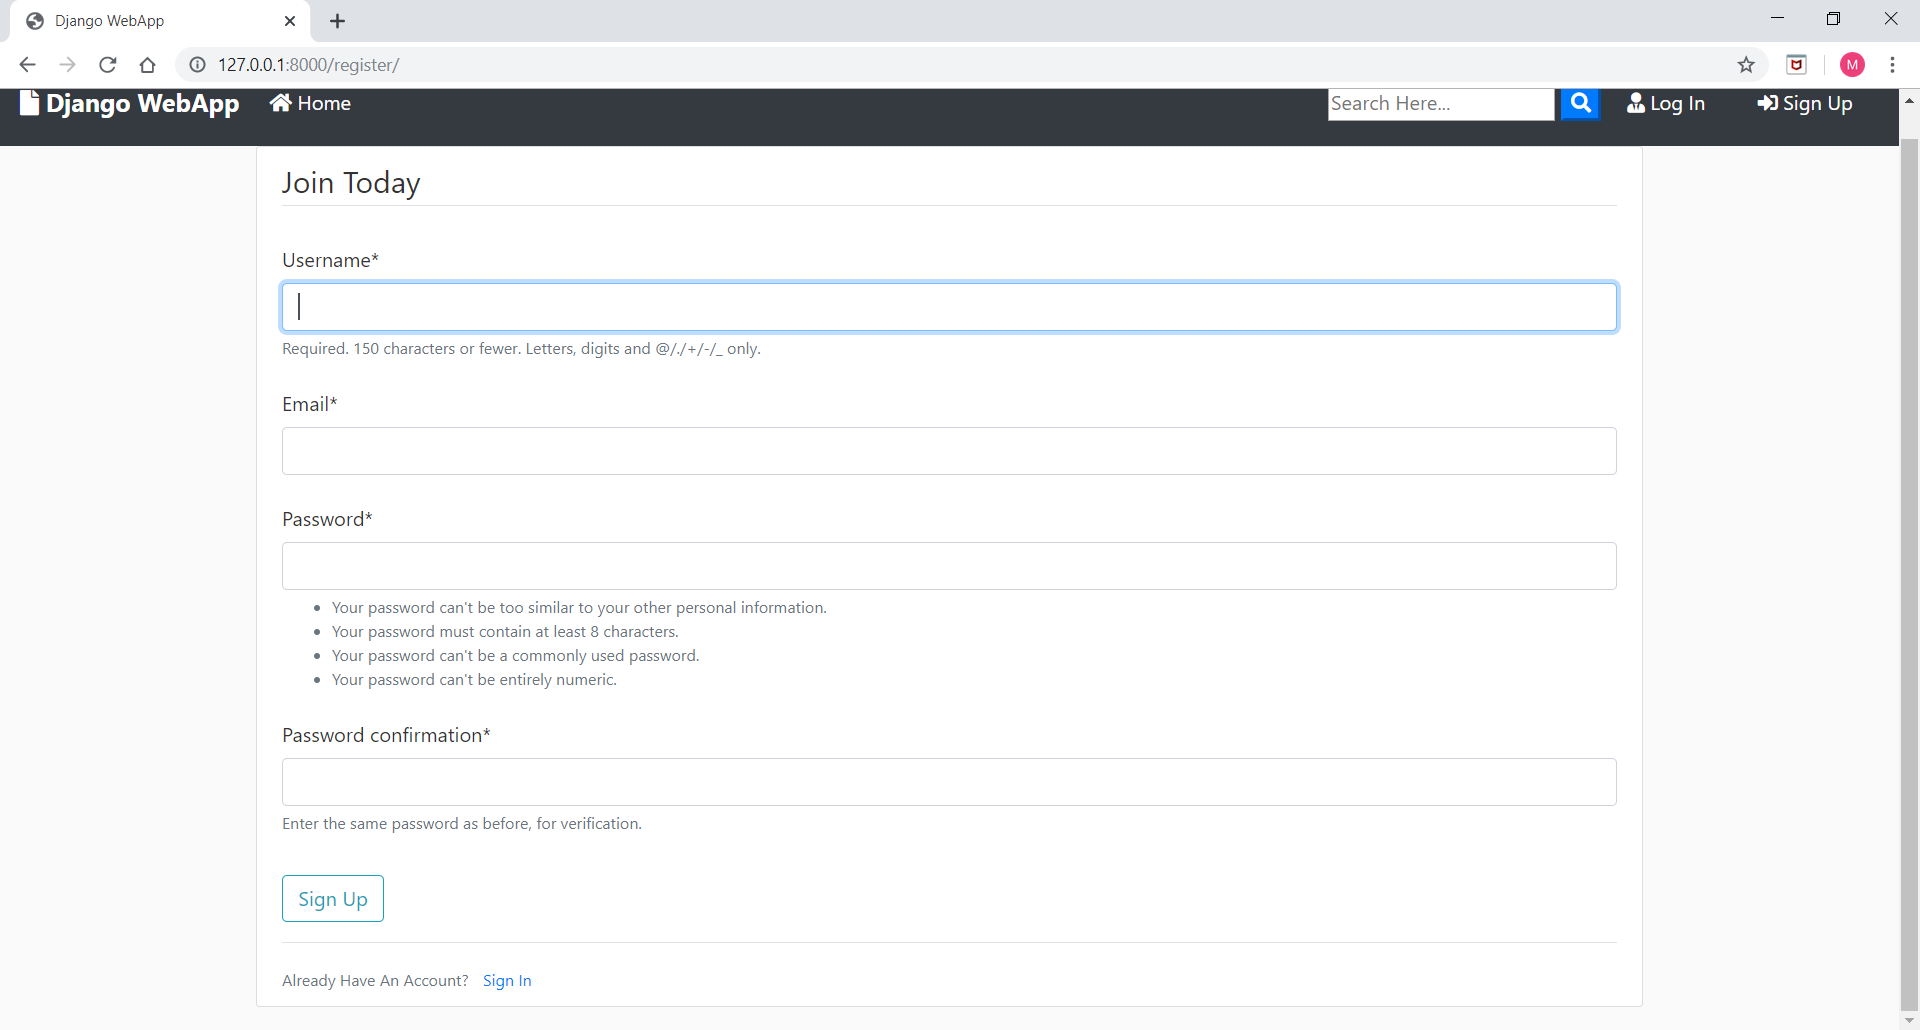 Django WebApp
127.0.0.1:8000/register/
M
Django WebApp Home Search Here... Log In Sign Up
Join Today
Username*
Required. 150 characters or fewer. Letters, digits and @/./+/-/_ only.
Email*
Password*
Your password can't be too similar to your other personal information.
Your password must contain at least 8 characters.
Your password can't be a commonly used password.
Your password can't be entirely numeric.
Password confirmation*
Enter the same password as before, for verification.
Sign Up
Already Have An Account? Sign In